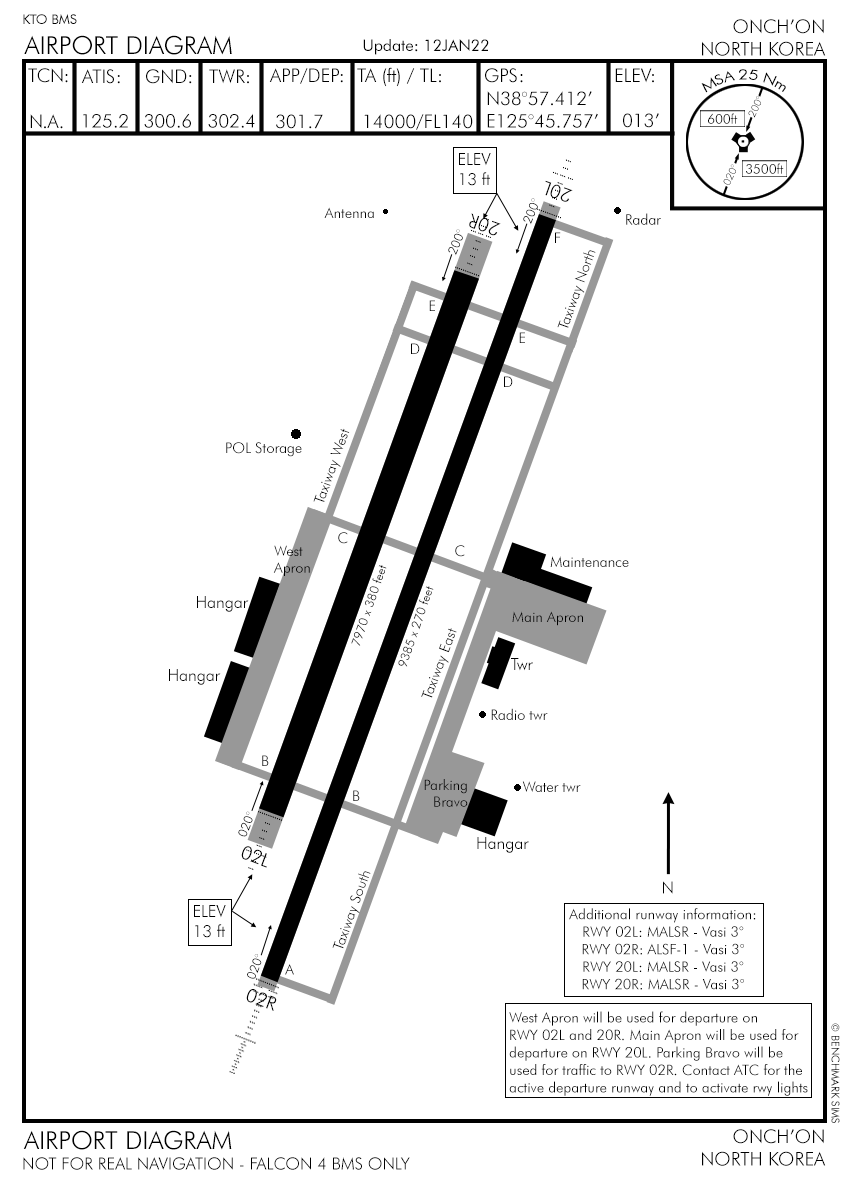 KTO BMS
AIRPORT DIAGRAM
Update: 12JAN22
ONCH’ON
NORTH KOREA
TCN:
N.A.
ATIS:
125.2
GND:
300.6
TWR:
302.4
APP/DEP:
301.7
TA (ft) / TL:
14000/FL140
GPS:
N38°57.412’
E125°45.757’
ELEV:
013’
MSA 25 Nm
200°
600ft
3500ft
020°
ELEV
13 ft
20L
200°
Antenna
Radar
20R
200°
F
Taxiway North
E
E
D
D
POL Storage
Taxiway West
C
C
West
Apron
Maintenance
Hangar
7970 x 380 feet
9385 x 270 feet
Main Apron
Taxiway East
Twr
Hangar
Radio twr
B
B
Parking
Bravo
Water twr
020°
Hangar
02L
N
Taxiway South
ELEV
13 ft
020°
A
02R
Additional runway information:
RWY 02L: MALSR - Vasi 3°
RWY 02R: ALSF-1 - Vasi 3°
RWY 20L: MALSR - Vasi 3°
RWY 20R: MALSR - Vasi 3°
West Apron will be used for departure on
RWY 02L and 20R. Main Apron will be used for
departure on RWY 20L. Parking Bravo will be
used for traffic to RWY 02R. Contact ATC for the
active departure runway and to activate rwy lights
© BENCHMARK SIMS
AIRPORT DIAGRAM
NOT FOR REAL NAVIGATION - FALCON 4 BMS ONLY
ONCH’ON
NORTH KOREA